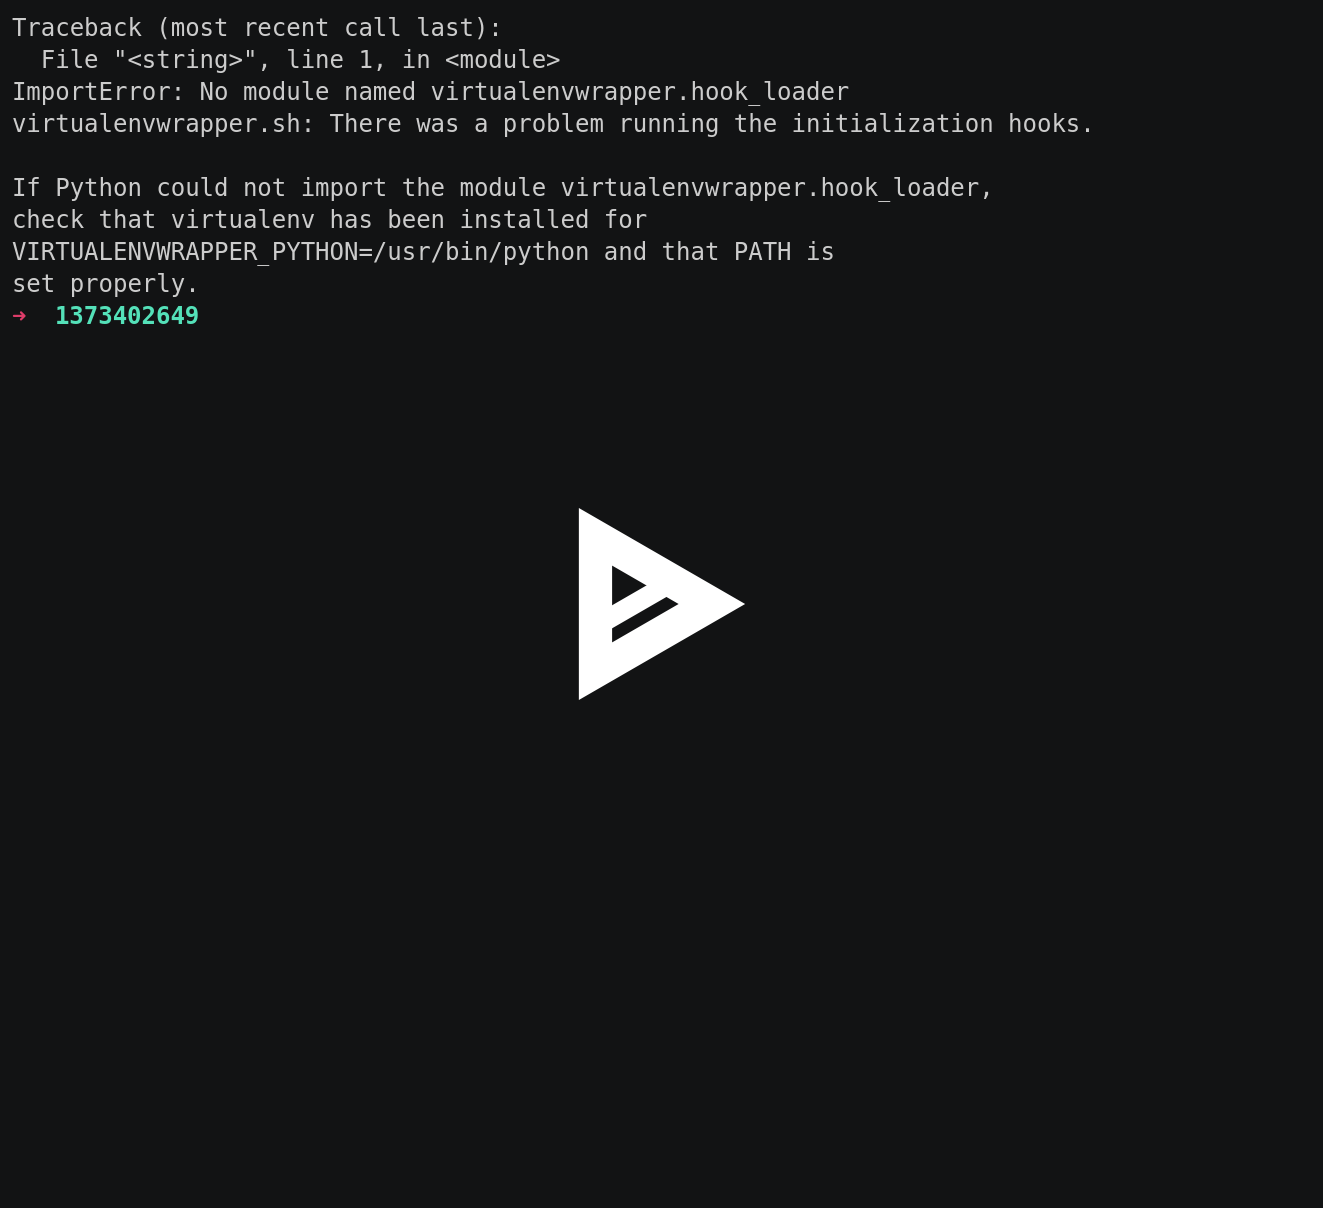 Traceback (most recent call last):
  File "<string>", line 1, in <module>
ImportError: No module named virtualenvwrapper.hook_loader
virtualenvwrapper.sh: There was a problem running the initialization hooks.

If Python could not import the module virtualenvwrapper.hook_loader,
check that virtualenv has been installed for
VIRTUALENVWRAPPER_PYTHON=/usr/bin/python and that PATH is
set properly.
➜  1373402649